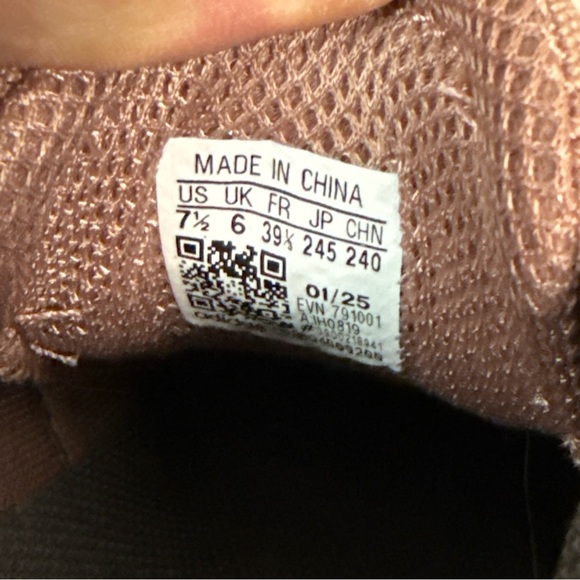 MADE IN CHINA
US UK FR JP CHN
7½ 6 39⅓ 245 240
01/25
EVN 791001
adidas